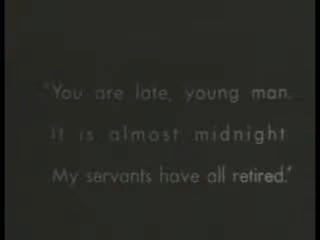 "You are late, young man.
It is almost midnight
My servants have all retired."